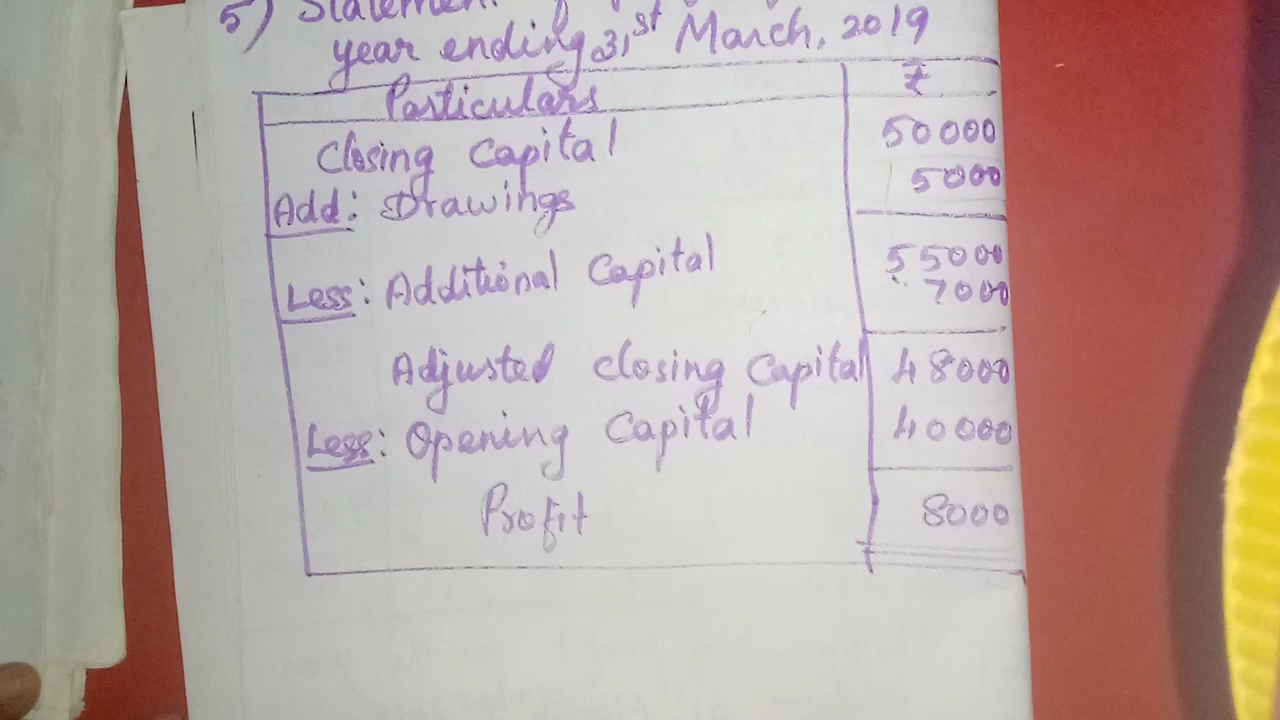 5) Statement
year ending 31st March, 2019
Particulars ₹
Closing Capital 50000
Add: Drawings 5000
55000
Less: Additional Capital 7000
Adjusted closing Capital 48000
Less: Opening Capital 40000
Profit 8000